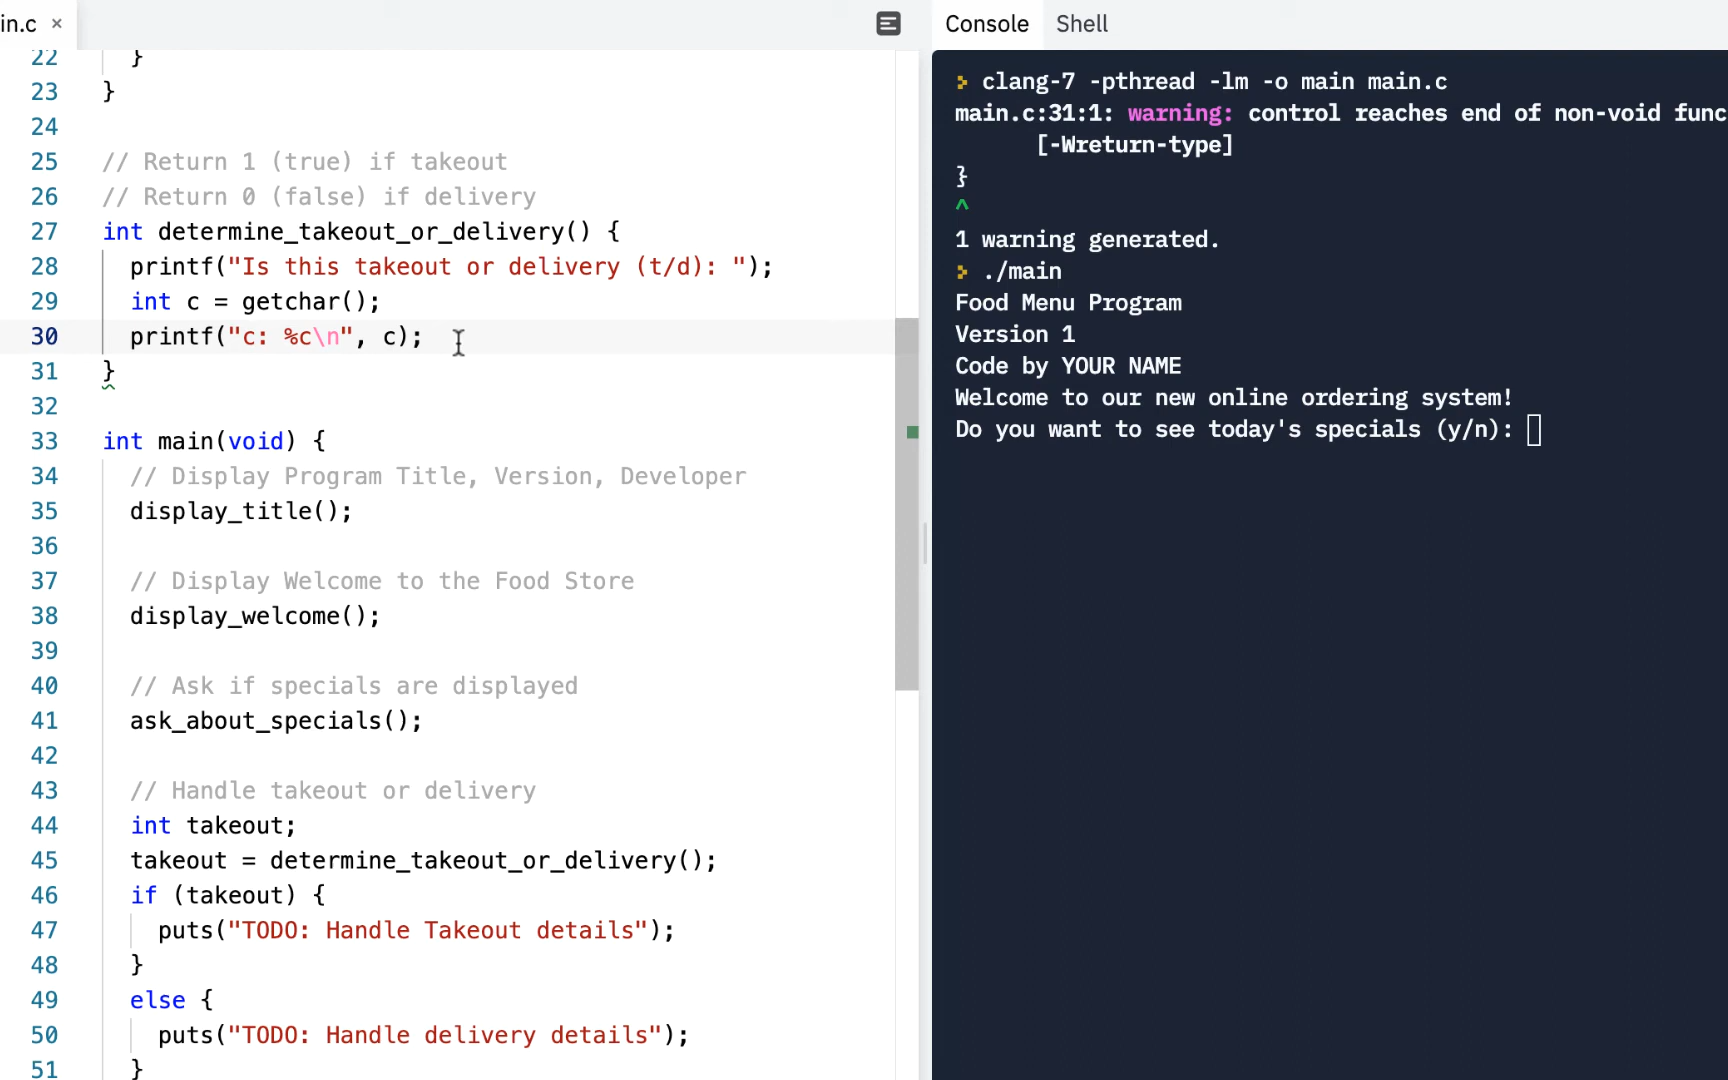 in.c ×
Console Shell
22 }
23 }
24
25 // Return 1 (true) if takeout
26 // Return 0 (false) if delivery
27 int determine_takeout_or_delivery() {
28 printf("Is this takeout or delivery (t/d): ");
29 int c = getchar();
30 printf("c: %c\n", c);
31 }
32
33 int main(void) {
34 // Display Program Title, Version, Developer
35 display_title();
36
37 // Display Welcome to the Food Store
38 display_welcome();
39
40 // Ask if specials are displayed
41 ask_about_specials();
42
43 // Handle takeout or delivery
44 int takeout;
45 takeout = determine_takeout_or_delivery();
46 if (takeout) {
47 puts("TODO: Handle Takeout details");
48 }
49 else {
50 puts("TODO: Handle delivery details");
51 }
clang-7 -pthread -lm -o main main.c
main.c:31:1: warning: control reaches end of non-void func
[-Wreturn-type]
}
^
1 warning generated.
./main
Food Menu Program
Version 1
Code by YOUR NAME
Welcome to our new online ordering system!
Do you want to see today's specials (y/n):